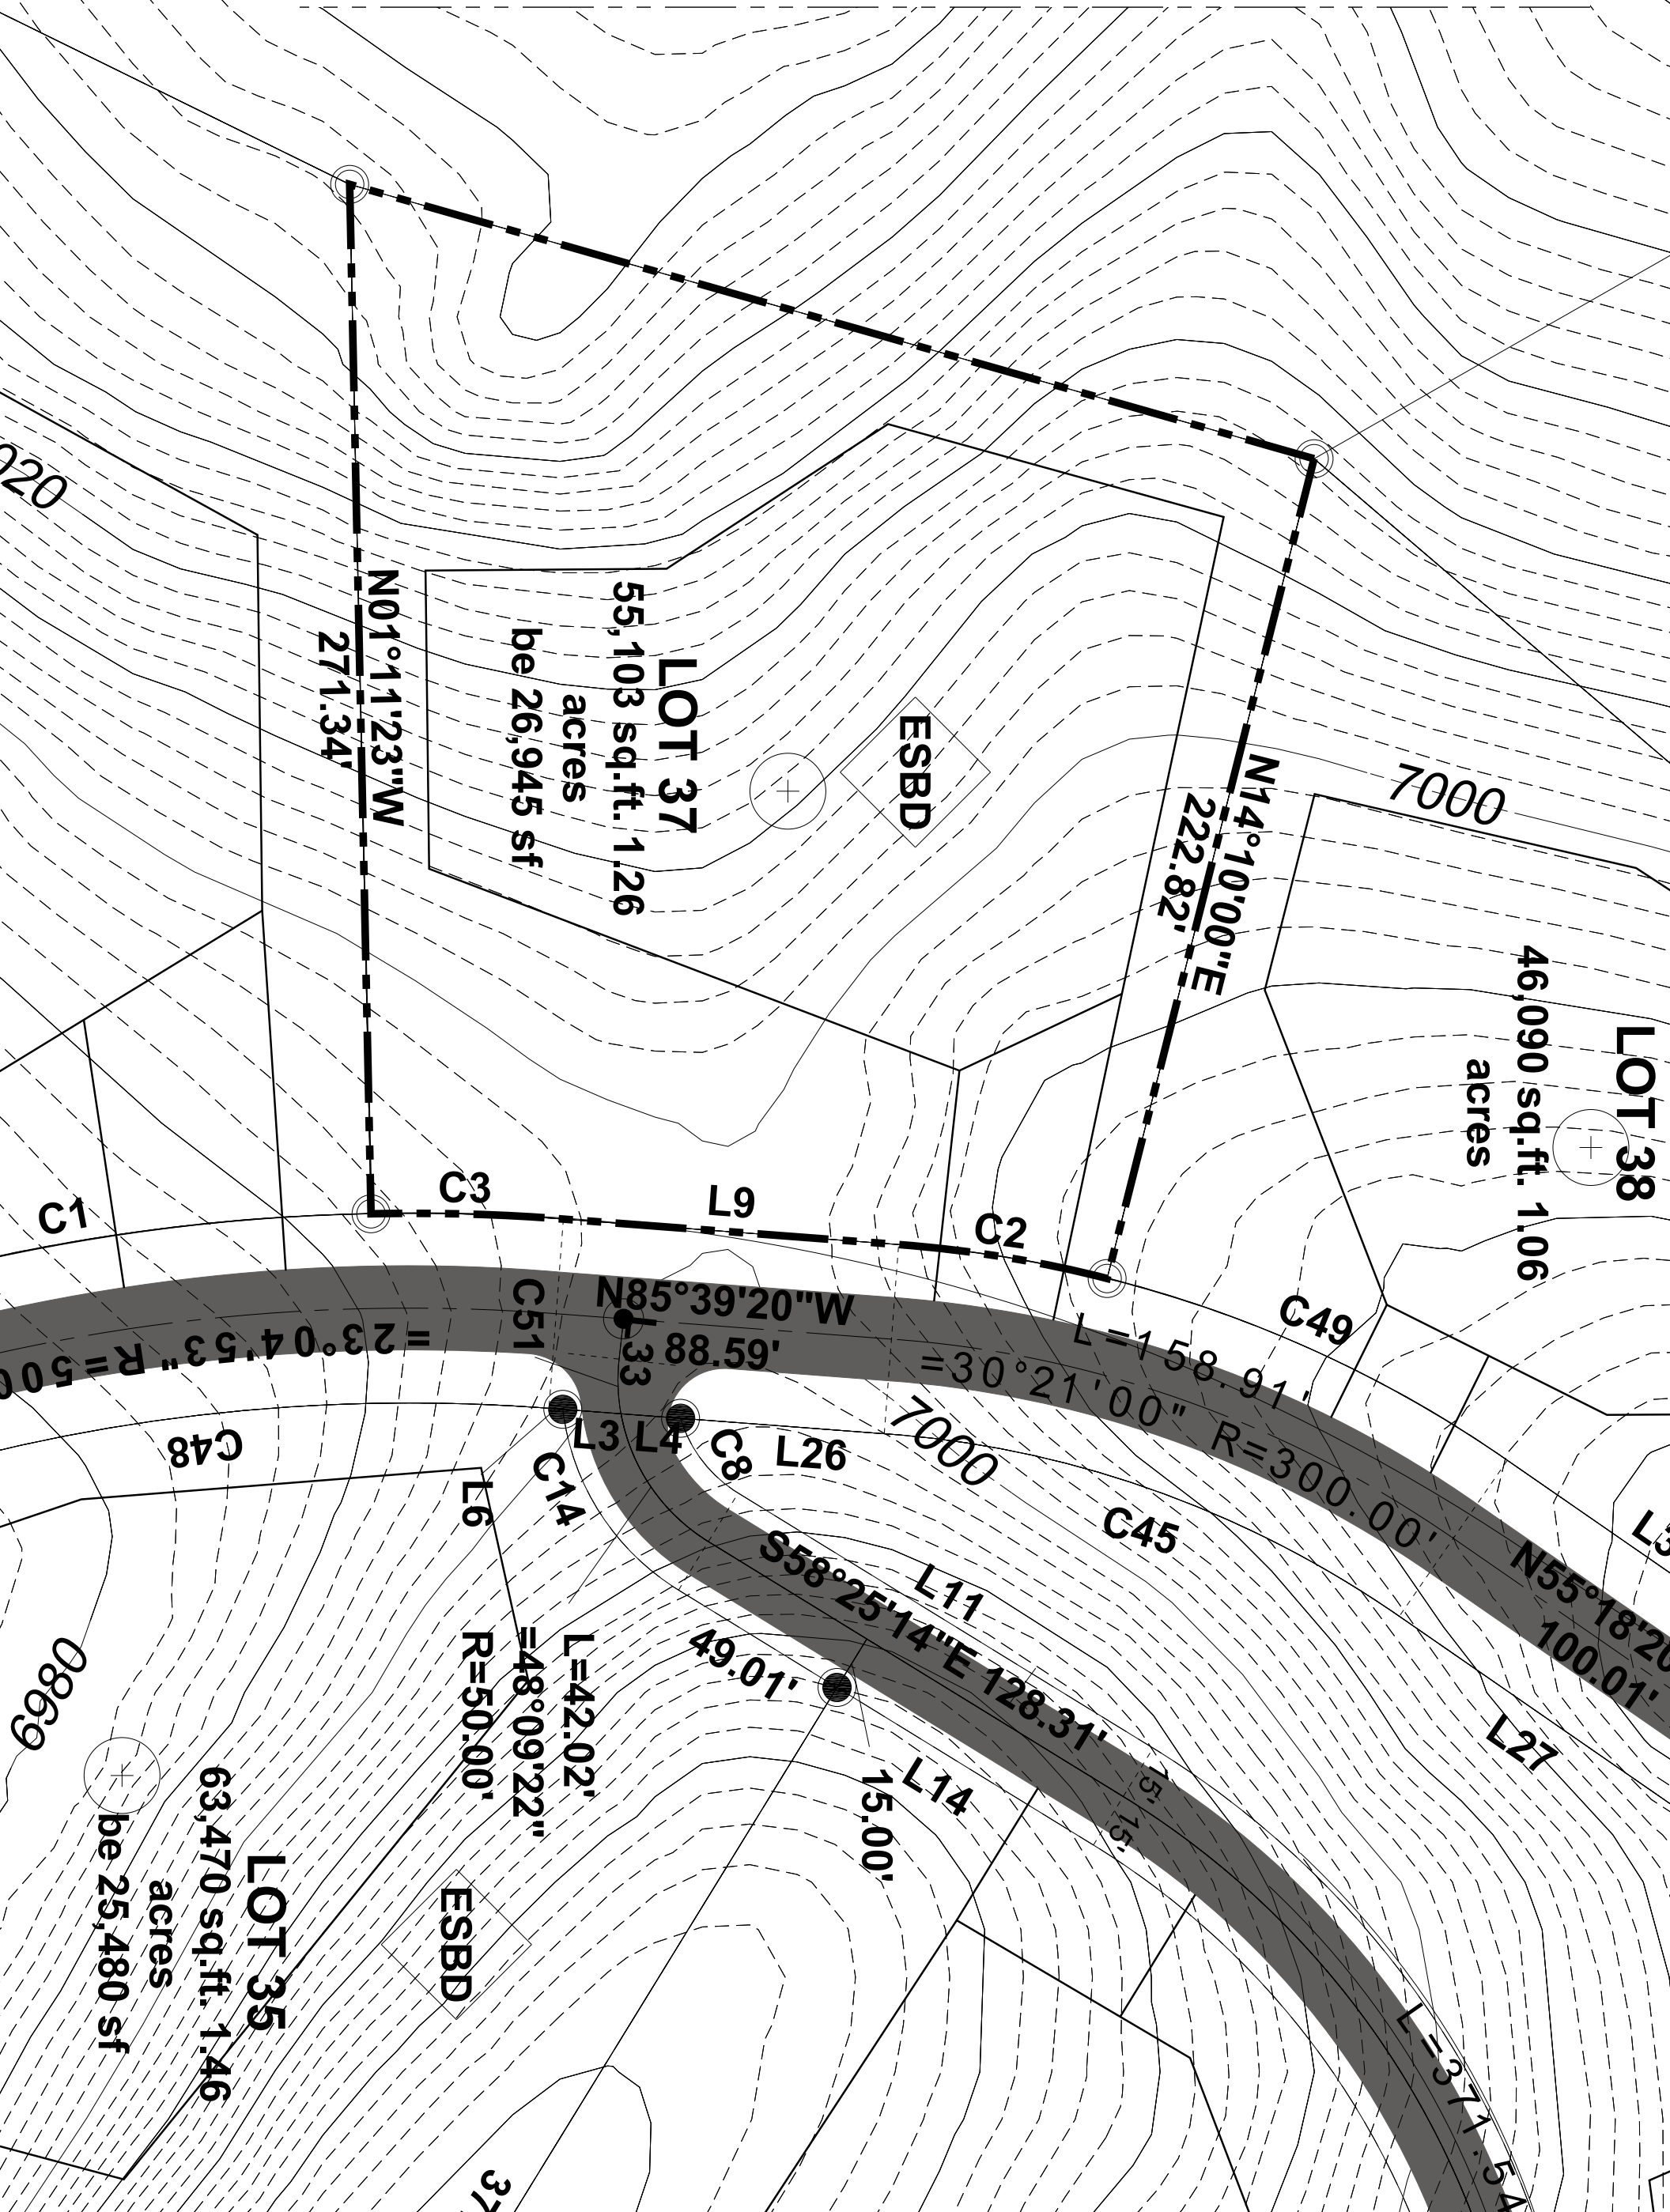 020
N01°11'23"W
271.34'
LOT 37
55,103 sq.ft. 1.26
acres
be 26,945 sf
ESBD
N14°10'00"E
222.82'
7000
LOT 38
46,090 sq.ft. 1.06
acres
C1
C3
L9
C2
C49
C51
N85°39'20"W
88.59'
L33
=23°04'53" R=500
L=158.91'
=30°21'00" R=300.00'
C48
L3
L4
C8
L26
7000
C14
L6
C45
L5
N55°18'20
100.01'
L11
S58°25'14"E 128.31'
49.01'
L27
L=42.02'
=48°09'22"
R=50.00'
L14
15.00'
15'
15'
6980
LOT 35
63,470 sq.ft. 1.46
acres
be 25,480 sf
ESBD
L=371.54
37